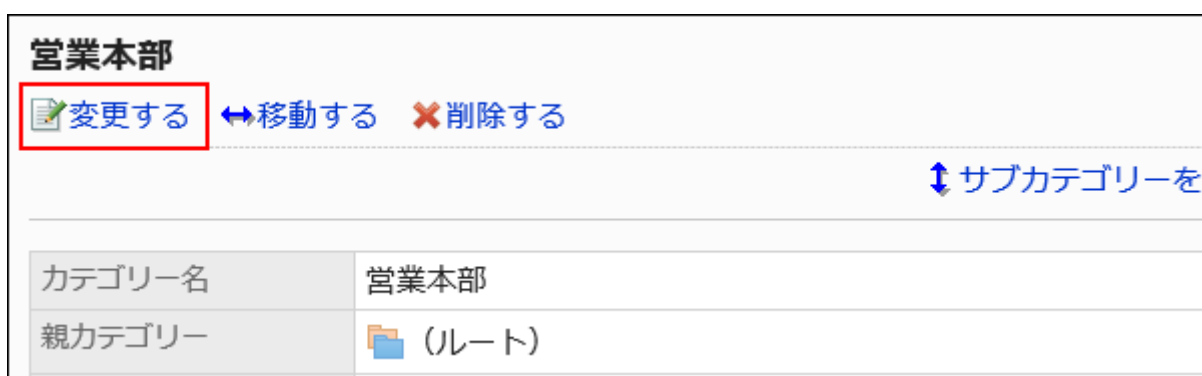 営業本部
変更する 移動する 削除する
サブカテゴリーを
カテゴリー名 営業本部
親カテゴリー (ルート)